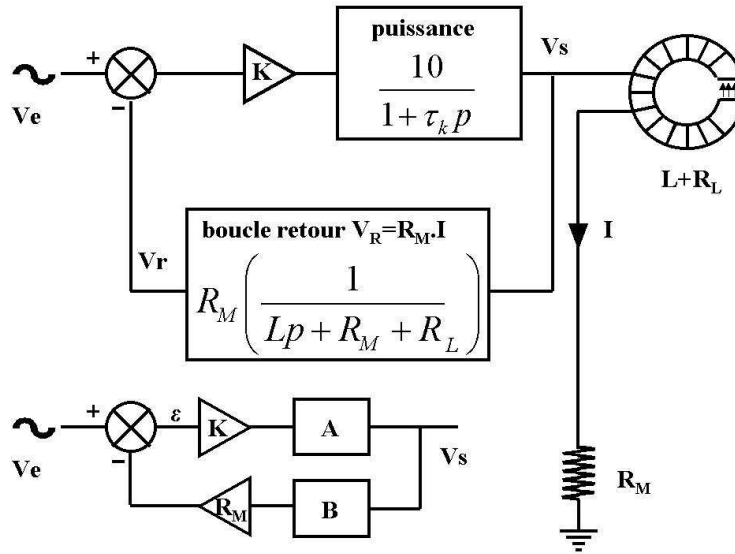 puissance
Vs
+
K
10
1 + τₖ p
Ve
−
L+R_L
boucle retour V_R=R_M.I
I
Vr
R_M ( 1 / (Lp + R_M + R_L) )
+
ε
K
A
Ve
−
Vs
R_M
R_M
B